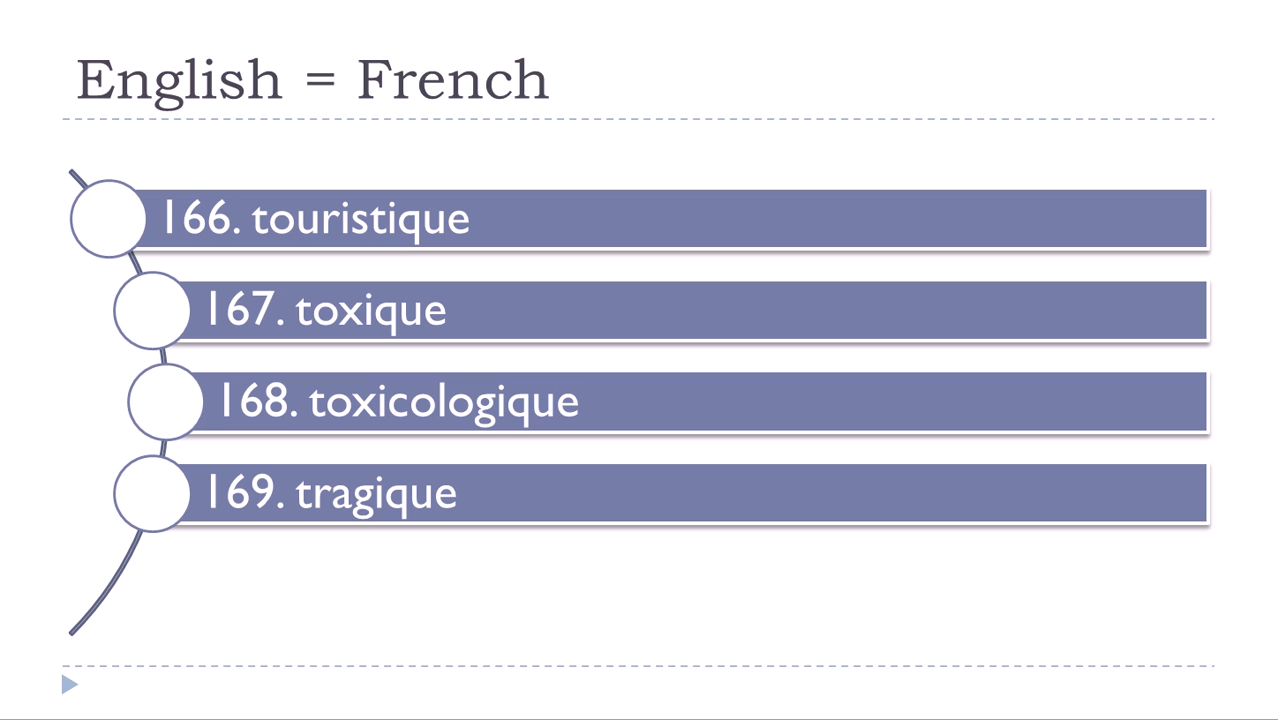 English = French
166. touristique
167. toxique
168. toxicologique
169. tragique